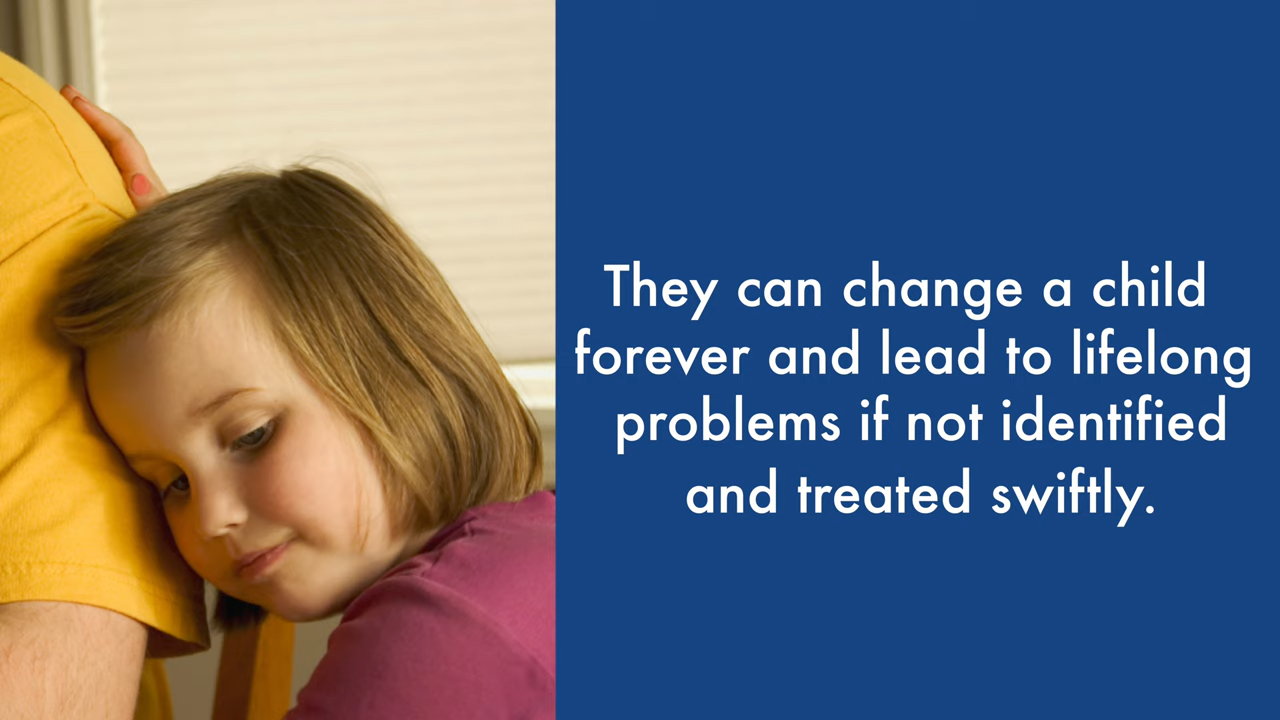 They can change a child
forever and lead to lifelong
problems if not identified
and treated swiftly.